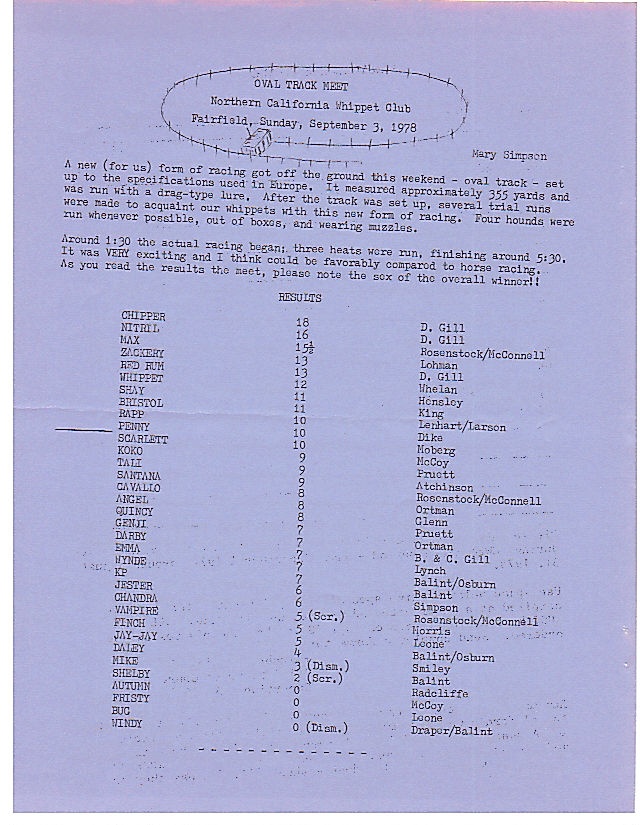 OVAL TRACK MEET
Northern California Whippet Club
Fairfield, Sunday, September 3, 1978
Mary Simpson
A new (for us) form of racing got off the ground this weekend - oval track - set
up to the specifications used in Europe. It measured approximately 355 yards and
was run with a drag-type lure. After the track was set up, several trial runs
were made to acquaint our whippets with this new form of racing. Four hounds were
run whenever possible, out of boxes, and wearing muzzles.
Around 1:30 the actual racing began; three heats were run, finishing around 5:30.
It was VERY exciting and I think could be favorably compared to horse racing.
As you read the results the meet, please note the sex of the overall winner!!
RESULTS
CHIPPER 18 D. Gill
NITRIL 16 D. Gill
MAX 15½ Rosenstock/McConnell
ZACKERY 13 Lohman
RED RUM 13 D. Gill
WHIPPET 12 Whelan
SHAY 11 Hensley
BRISTOL 11 King
RAPP 10 Lenhart/Larson
PENNY 10 Dike
SCARLETT 10 Moberg
KOKO 9 McCoy
TALI 9 Pruett
SANTANA 9 Atchinson
CAVALLO 8 Rosenstock/McConnell
ANGEL 8 Ortman
QUINCY 8 Glenn
GENJI 7 Pruett
DARBY 7 Ortman
EMMA 7 B. & C. Gill
WYNDE 7 Lynch
KP 7 Balint/Osburn
JESTER 6 Balint
CHANDRA 6 Simpson
VAMPIRE 5 (Scr.) Rosenstock/McConnell
FINCH 5 Morris
JAY-JAY 5 Leone
DALEY 4 Balint/Osburn
MIKE 3 (Dism.) Smiley
SHELBY 2 (Scr.) Balint
AUTUMN 0 Radcliffe
FRISTY 0 McCoy
BUG 0 Leone
WINDY 0 (Dism.) Draper/Balint